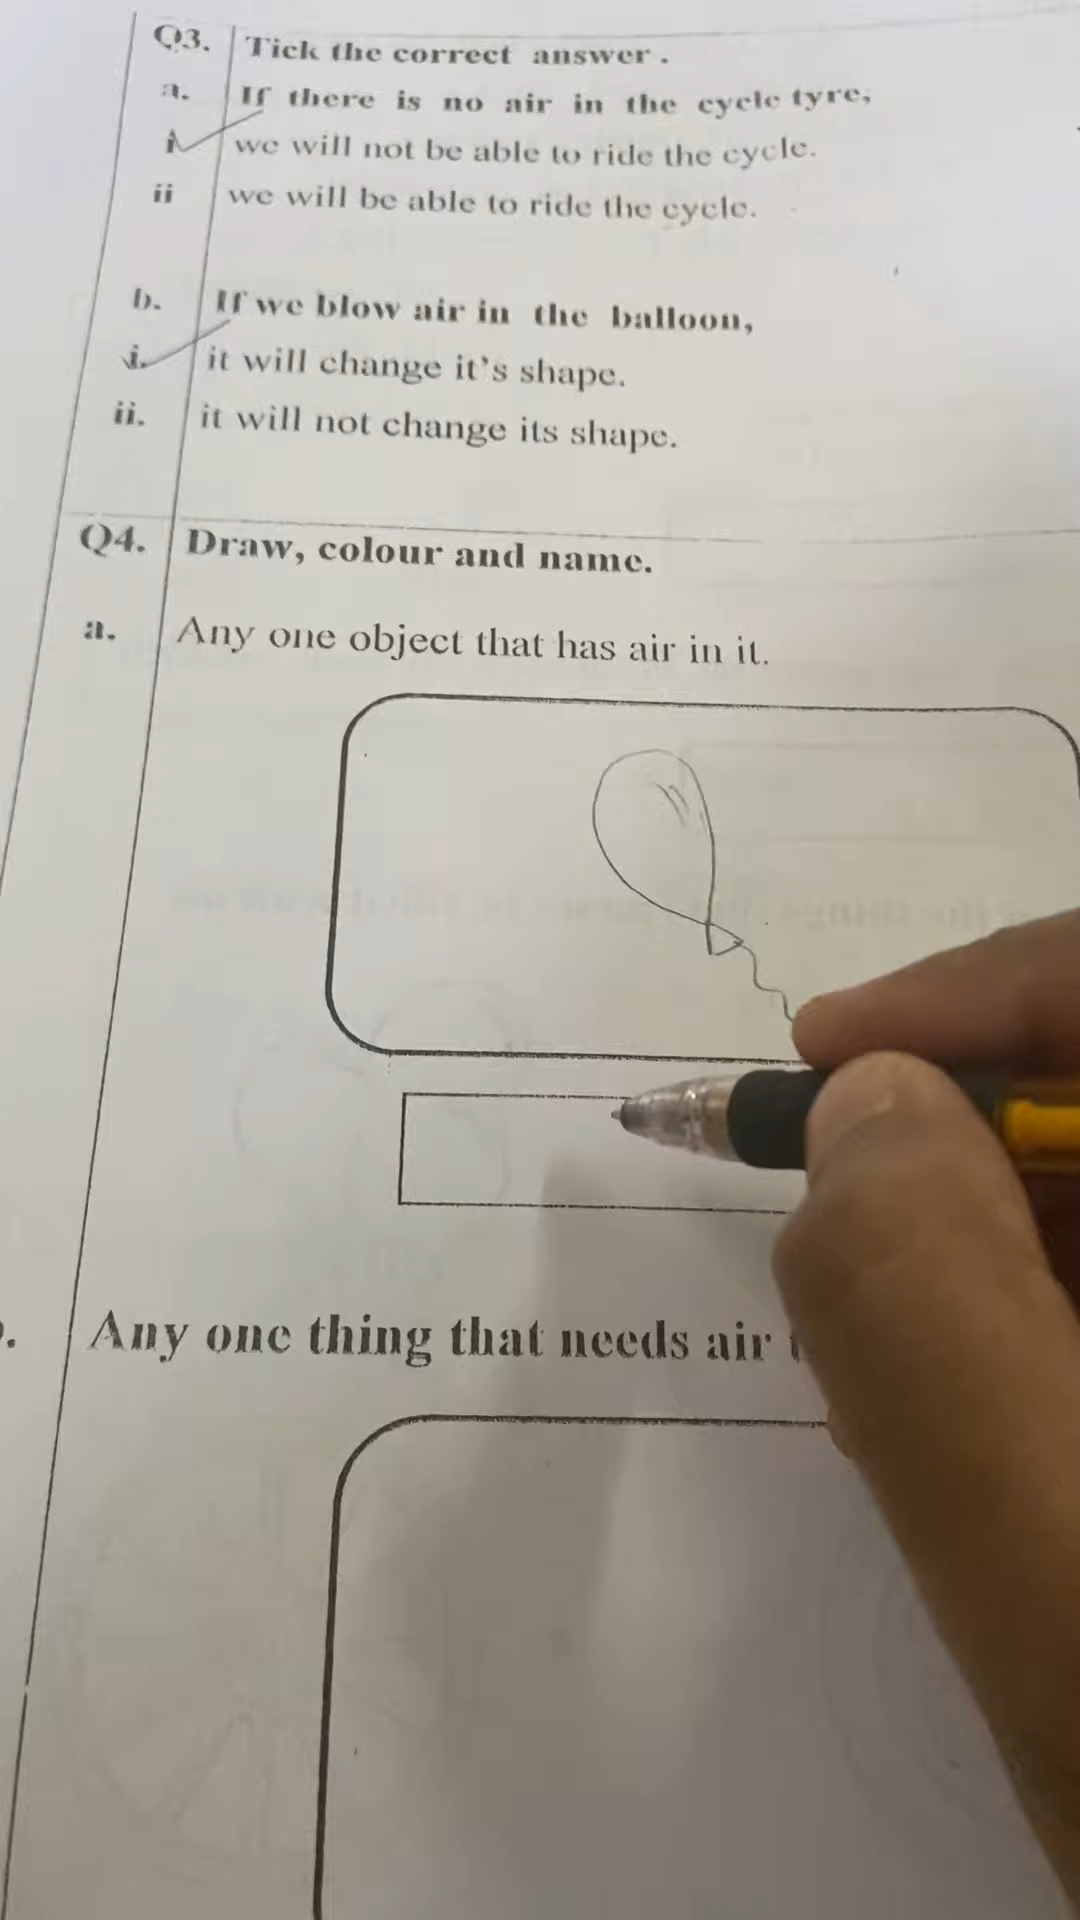 Q3. Tick the correct answer .
a. If there is no air in the cycle tyre,
i we will not be able to ride the cycle.
ii we will be able to ride the cycle.
b. If we blow air in the balloon,
i. it will change it's shape.
ii. it will not change its shape.
Q4. Draw, colour and name.
a. Any one object that has air in it.
Any one thing that needs air